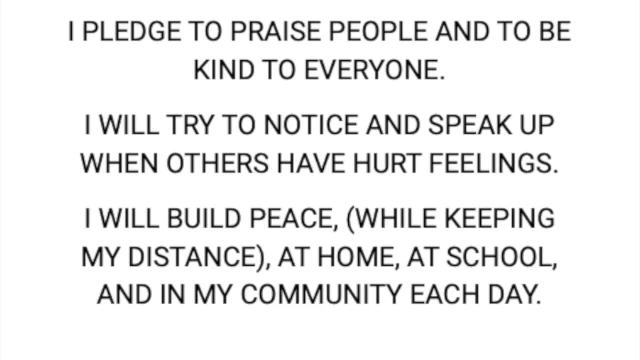 I PLEDGE TO PRAISE PEOPLE AND TO BE
KIND TO EVERYONE.
I WILL TRY TO NOTICE AND SPEAK UP
WHEN OTHERS HAVE HURT FEELINGS.
I WILL BUILD PEACE, (WHILE KEEPING
MY DISTANCE), AT HOME, AT SCHOOL,
AND IN MY COMMUNITY EACH DAY.